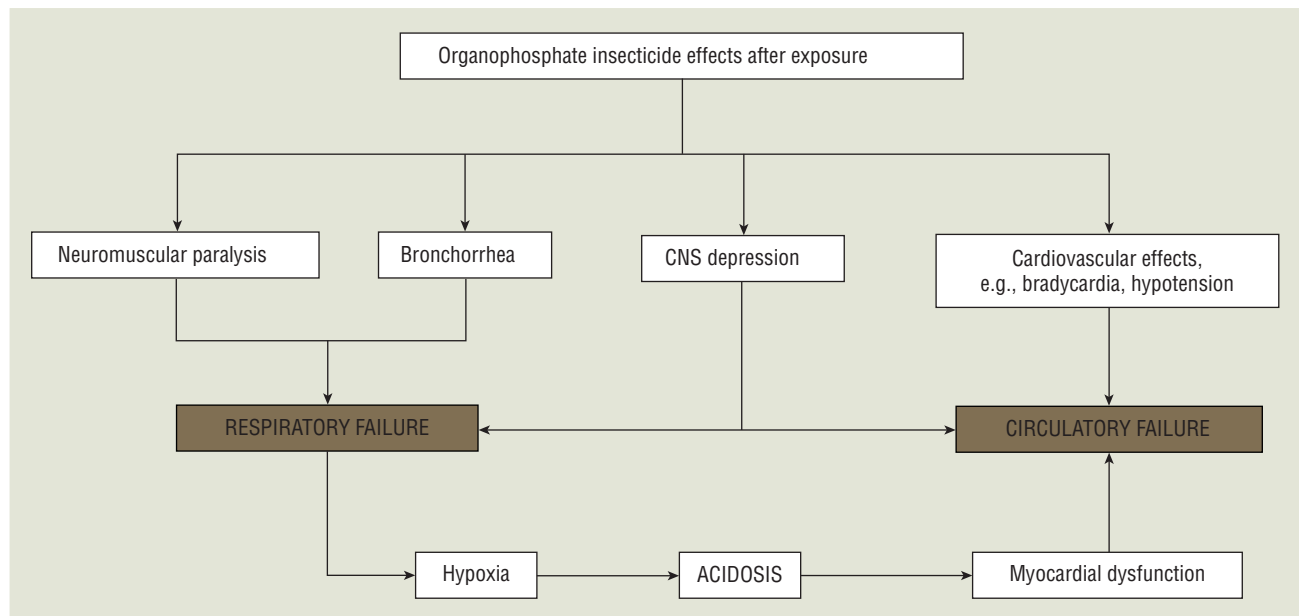 Organophosphate insecticide effects after exposure
Neuromuscular paralysis
Bronchorrhea
CNS depression
Cardiovascular effects,
e.g., bradycardia, hypotension
RESPIRATORY FAILURE
CIRCULATORY FAILURE
Hypoxia
ACIDOSIS
Myocardial dysfunction